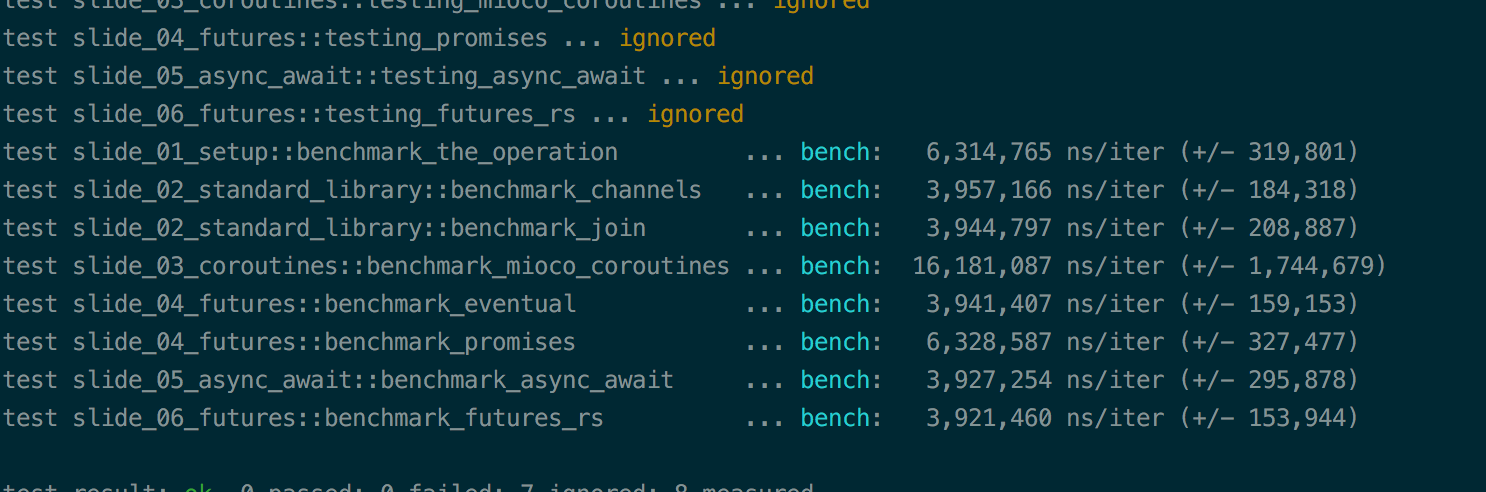 test slide_03_coroutines::testing_mioco_coroutines ... ignored
test slide_04_futures::testing_promises ... ignored
test slide_05_async_await::testing_async_await ... ignored
test slide_06_futures::testing_futures_rs ... ignored
test slide_01_setup::benchmark_the_operation         ... bench:   6,314,765 ns/iter (+/- 319,801)
test slide_02_standard_library::benchmark_channels   ... bench:   3,957,166 ns/iter (+/- 184,318)
test slide_02_standard_library::benchmark_join       ... bench:   3,944,797 ns/iter (+/- 208,887)
test slide_03_coroutines::benchmark_mioco_coroutines ... bench:  16,181,087 ns/iter (+/- 1,744,679)
test slide_04_futures::benchmark_eventual            ... bench:   3,941,407 ns/iter (+/- 159,153)
test slide_04_futures::benchmark_promises            ... bench:   6,328,587 ns/iter (+/- 327,477)
test slide_05_async_await::benchmark_async_await     ... bench:   3,927,254 ns/iter (+/- 295,878)
test slide_06_futures::benchmark_futures_rs          ... bench:   3,921,460 ns/iter (+/- 153,944)
test result: ok. 0 passed; 0 failed; 7 ignored; 8 measured